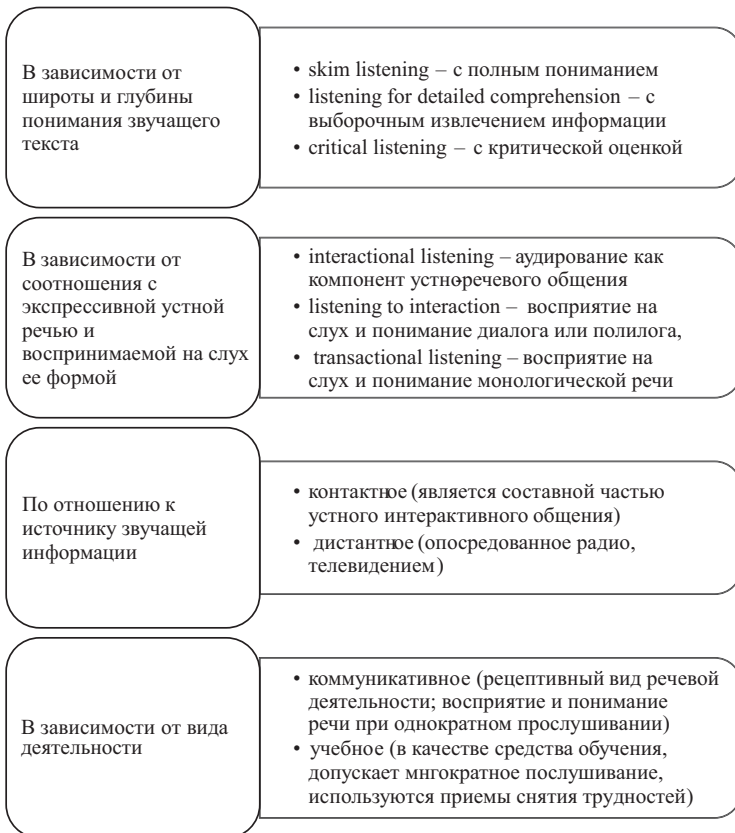 В зависимости от
широты и глубины
понимания звучащего
текста
• skim listening – с полным пониманием
• listening for detailed comprehension – с
выборочным извлечением информации
• critical listening – с критической оценкой
В зависимости от
соотношения с
экспрессивной устной
речью и
воспринимаемой на слух
ее формой
• interactional listening – аудирование как
компонент устно-речевого общения
• listening to interaction – восприятие на
слух и понимание диалога или полилога,
• transactional listening – восприятие на
слух и понимание монологической речи
По отношению к
источнику звучащей
информации
• контактное (является составной частью
устного интерактивного общения)
• дистантное (опосредованное радио,
телевидением)
В зависимости от вида
деятельности
• коммуникативное (рецептивный вид речевой
деятельности; восприятие и понимание
речи при однократном прослушивании)
• учебное (в качестве средства обучения,
допускает мнгократное послушивание,
используются приемы снятия трудностей)